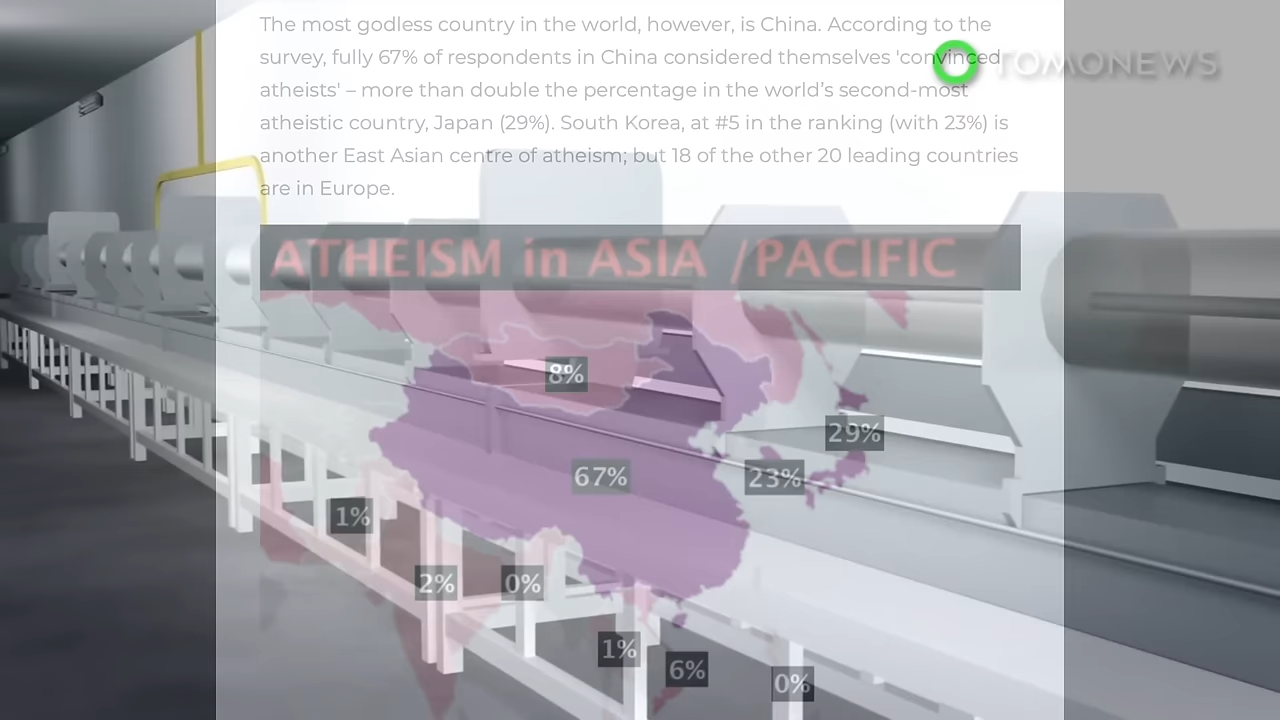 The most godless country in the world, however, is China. According to the
survey, fully 67% of respondents in China considered themselves 'convinced
TOMONEWS
atheists' – more than double the percentage in the world's second-most
atheistic country, Japan (29%). South Korea, at #5 in the ranking (with 23%) is
another East Asian centre of atheism; but 18 of the other 20 leading countries
are in Europe.
ATHEISM in ASIA /PACIFIC
8%
29%
67%
23%
1%
2%
0%
1%
6%
0%